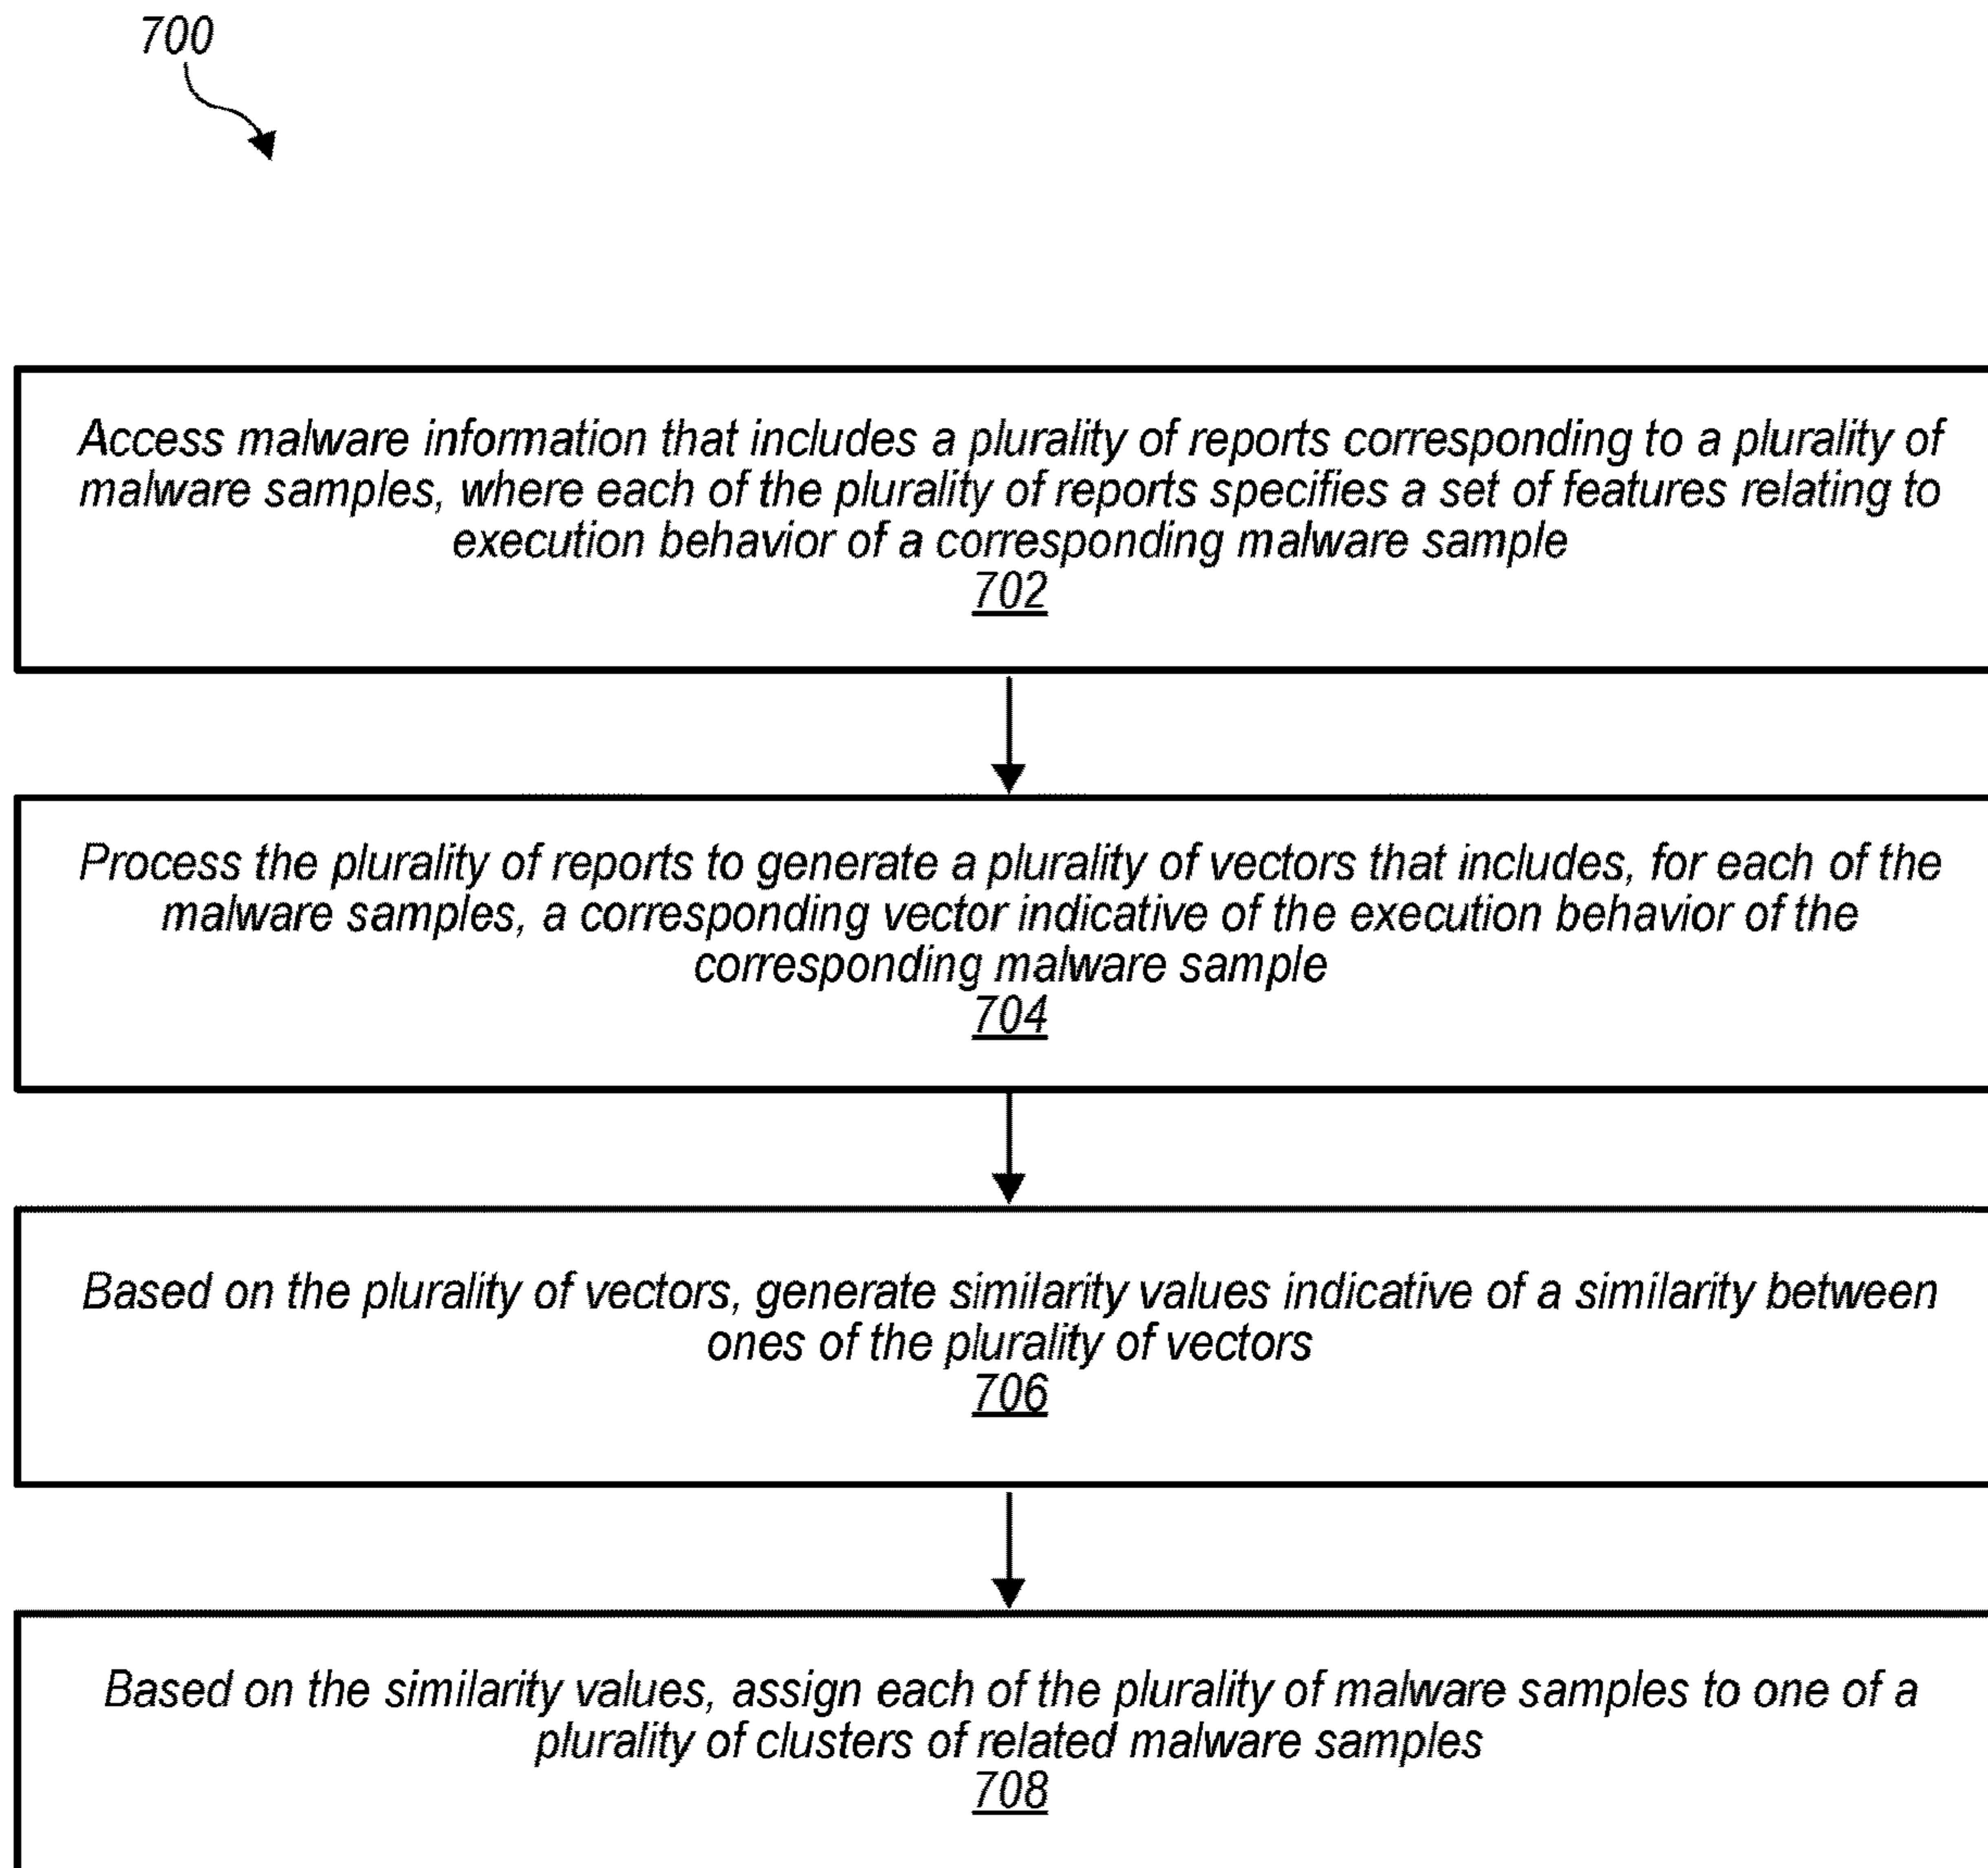 700
Access malware information that includes a plurality of reports corresponding to a plurality of
malware samples, where each of the plurality of reports specifies a set of features relating to
execution behavior of a corresponding malware sample
702
Process the plurality of reports to generate a plurality of vectors that includes, for each of the
malware samples, a corresponding vector indicative of the execution behavior of the
corresponding malware sample
704
Based on the plurality of vectors, generate similarity values indicative of a similarity between
ones of the plurality of vectors
706
Based on the similarity values, assign each of the plurality of malware samples to one of a
plurality of clusters of related malware samples
708